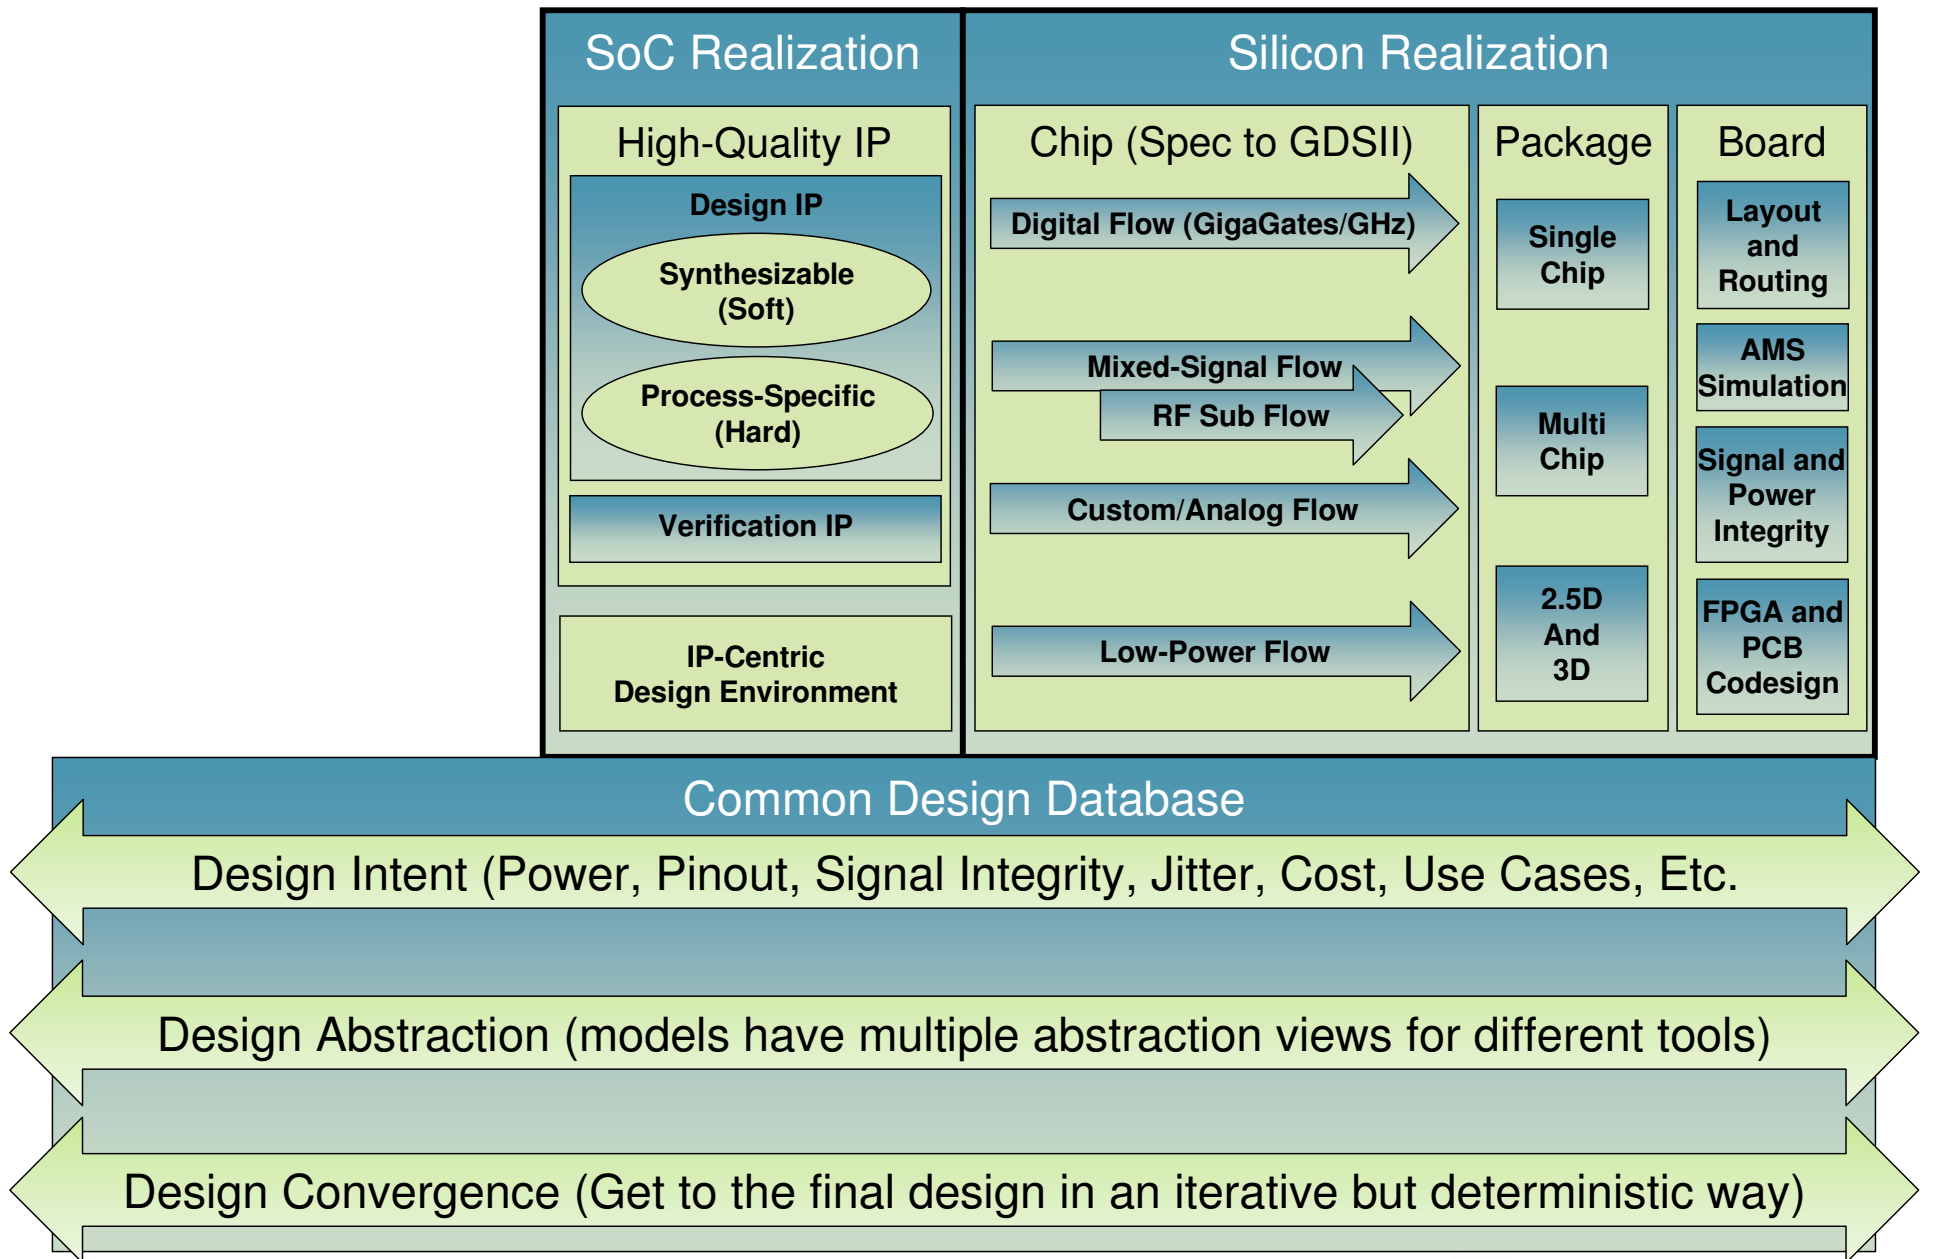 SoC Realization
High-Quality IP
Design IP
Synthesizable
(Soft)
Process-Specific
(Hard)
Verification IP
IP-Centric
Design Environment
Silicon Realization
Chip (Spec to GDSII)
Digital Flow (GigaGates/GHz)
Mixed-Signal Flow
RF Sub Flow
Custom/Analog Flow
Low-Power Flow
Package
Single
Chip
Multi
Chip
2.5D
And
3D
Board
Layout
and
Routing
AMS
Simulation
Signal and
Power
Integrity
FPGA and
PCB
Codesign
Common Design Database
Design Intent (Power, Pinout, Signal Integrity, Jitter, Cost, Use Cases, Etc.
Design Abstraction (models have multiple abstraction views for different tools)
Design Convergence (Get to the final design in an iterative but deterministic way)